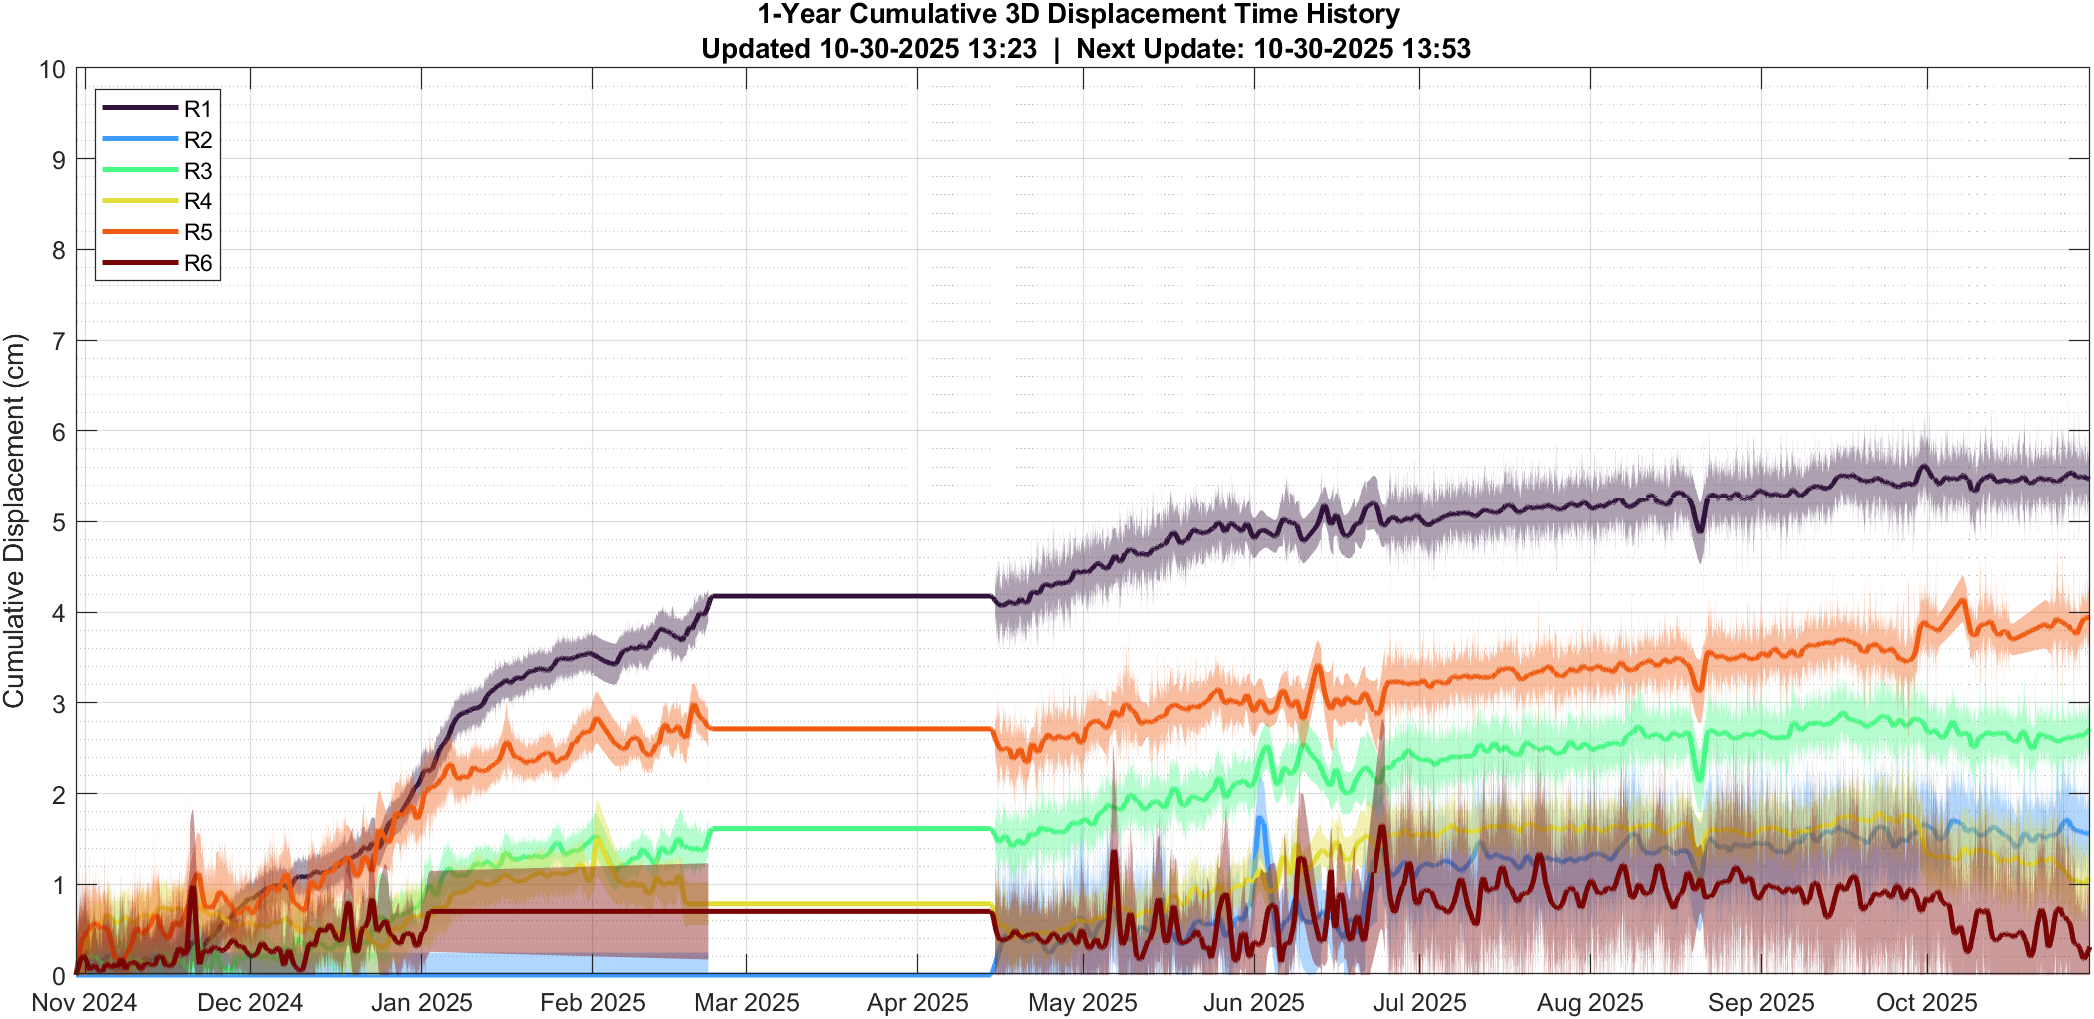 1-Year Cumulative 3D Displacement Time History
Updated 10-30-2025 13:23 | Next Update: 10-30-2025 13:53
Cumulative Displacement (cm)
10
9
8
7
6
5
4
3
2
1
0
R1
R2
R3
R4
R5
R6
Nov 2024 Dec 2024 Jan 2025 Feb 2025 Mar 2025 Apr 2025 May 2025 Jun 2025 Jul 2025 Aug 2025 Sep 2025 Oct 2025